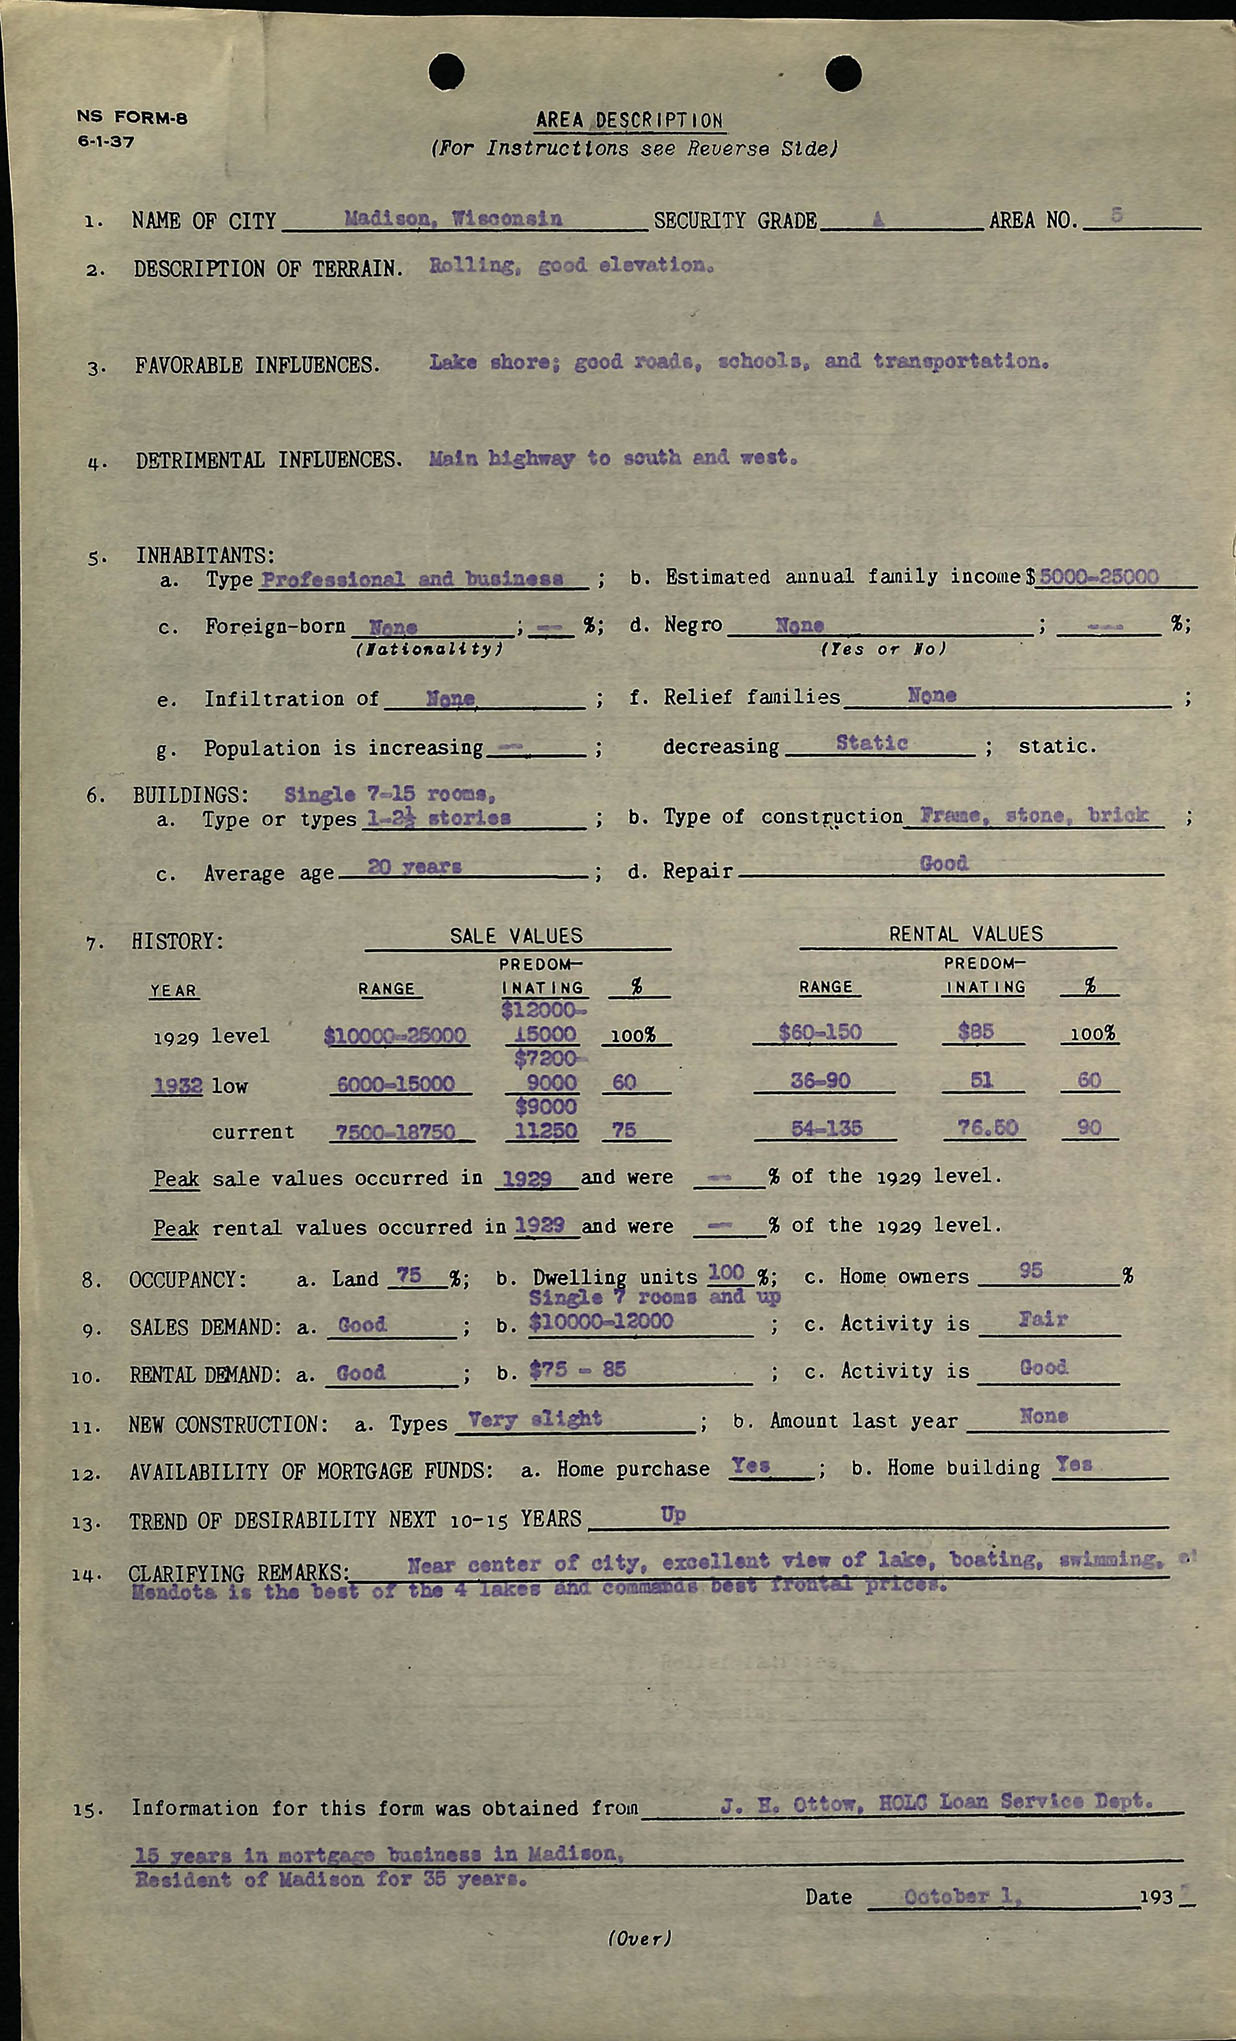 NS FORM-8
6-1-37
AREA DESCRIPTION
(For Instructions see Reverse Side)
1. NAME OF CITY Madison, Wisconsin SECURITY GRADE A AREA NO. 5
2. DESCRIPTION OF TERRAIN. Rolling, good elevation.
3. FAVORABLE INFLUENCES. Lake shore; good roads, schools, and transportation.
4. DETRIMENTAL INFLUENCES. Main highway to south and west.
5. INHABITANTS:
a. Type Professional and business ; b. Estimated annual family income $ 5000-25000
c. Foreign-born None ; -- %; d. Negro None ; --- %;
(Nationality) (Yes or No)
e. Infiltration of None ; f. Relief families None ;
g. Population is increasing -- ; decreasing Static ; static.
6. BUILDINGS: Single 7-15 rooms,
a. Type or types 1-2½ stories ; b. Type of construction Frame, stone, brick ;
c. Average age 20 years ; d. Repair Good
7. HISTORY: SALE VALUES RENTAL VALUES
PREDOM- PREDOM-
YEAR RANGE INATING % RANGE INATING %
$12000-
1929 level $10000-25000 15000 100% $60-150 $85 100%
$7200-
1932 low 6000-15000 9000 60 36-90 51 60
$9000
current 7500-18750 11250 75 54-135 76.50 90
Peak sale values occurred in 1929 and were -- % of the 1929 level.
Peak rental values occurred in 1929 and were -- % of the 1929 level.
8. OCCUPANCY: a. Land 75 %; b. Dwelling units 100 %; c. Home owners 95 %
Single 7 rooms and up
9. SALES DEMAND: a. Good ; b. $10000-12000 ; c. Activity is Fair
10. RENTAL DEMAND: a. Good ; b. $75 - 85 ; c. Activity is Good
11. NEW CONSTRUCTION: a. Types Very slight ; b. Amount last year None
12. AVAILABILITY OF MORTGAGE FUNDS: a. Home purchase Yes ; b. Home building Yes
13. TREND OF DESIRABILITY NEXT 10-15 YEARS Up
14. CLARIFYING REMARKS: Near center of city, excellent view of lake, boating, swimming,
Mendota is the best of the 4 lakes and commands best frontal prices.
15. Information for this form was obtained from J. H. Ottow, HOLC Loan Service Dept.
15 years in mortgage business in Madison,
Resident of Madison for 35 years.
Date October 1, 193
(Over)